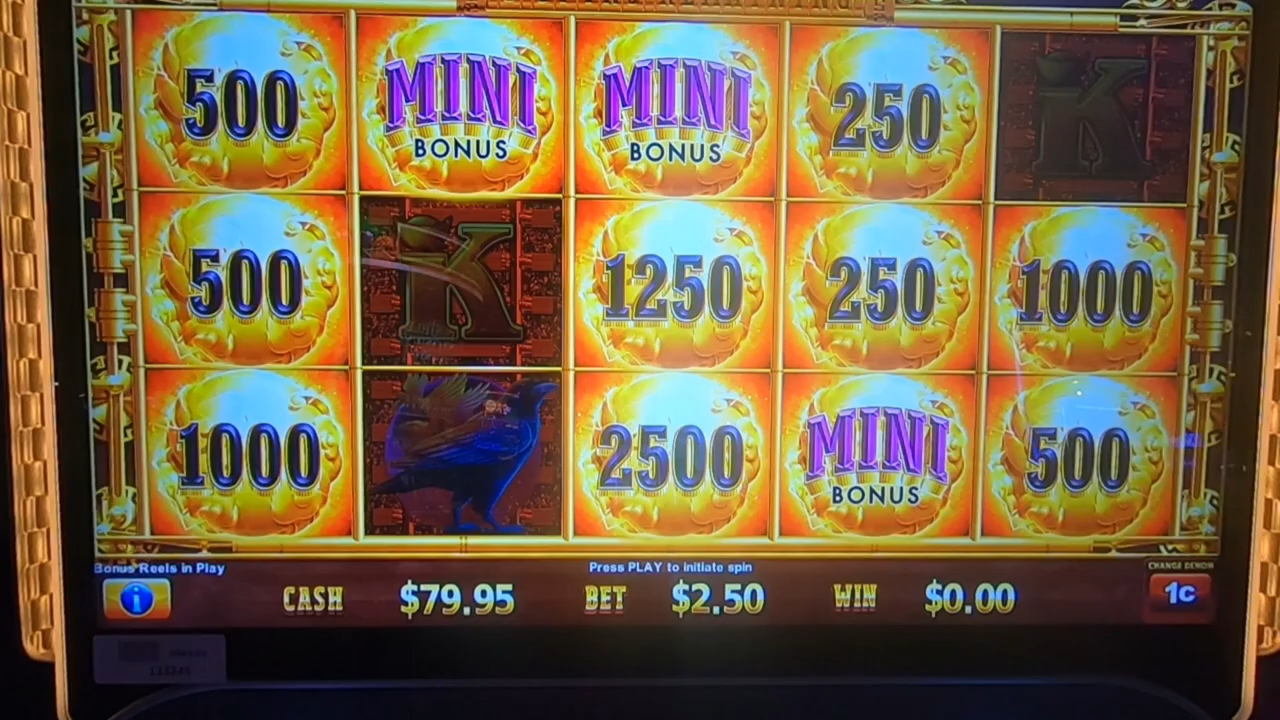 500 MINI BONUS MINI BONUS 250 K
500 K 1250 250 1000
1000 2500 MINI BONUS 500
Bonus Reels in Play
Press PLAY to initiate spin
CHANGE DENOM
CASH $79.95 BET $2.50 WIN $0.00 1¢